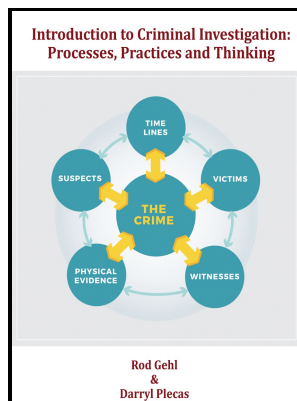 Introduction to Criminal Investigation:
Processes, Practices and Thinking
TIME
LINES
SUSPECTS
VICTIMS
THE
CRIME
PHYSICAL
EVIDENCE
WITNESSES
Rod Gehl
&
Darryl Plecas